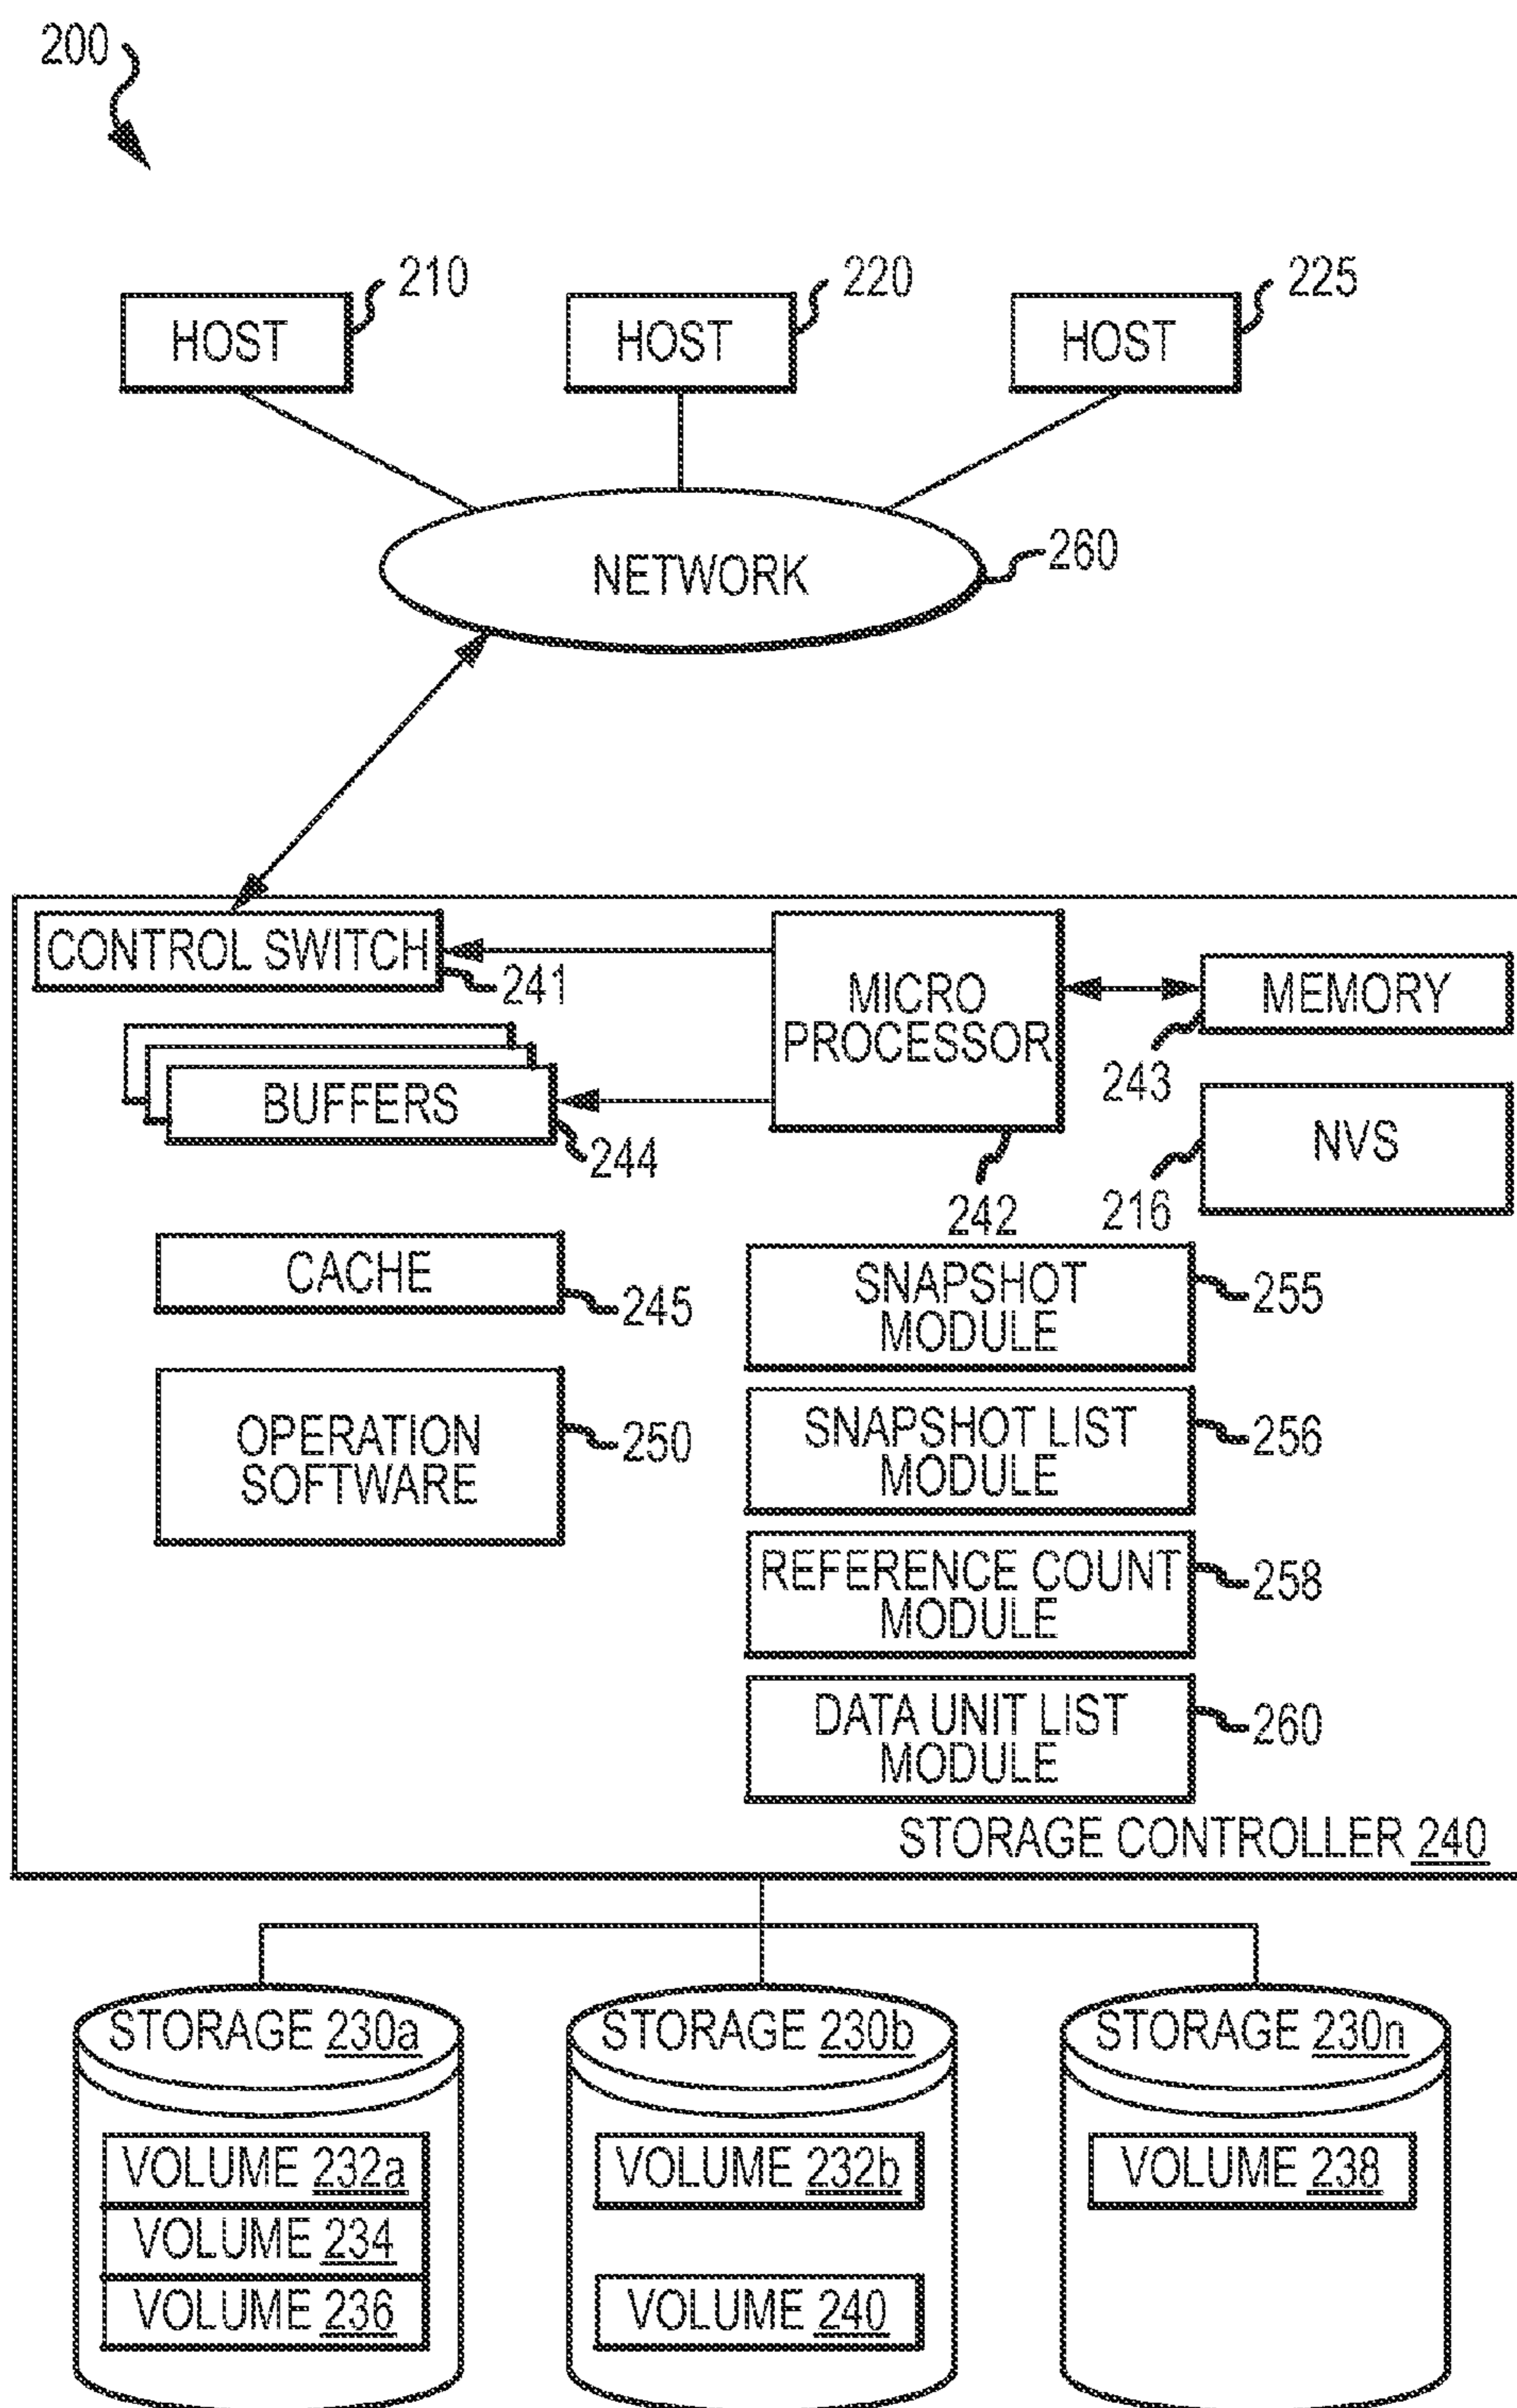 200
HOST
210
HOST
220
HOST
225
NETWORK
260
CONTROL SWITCH
241
MICRO
PROCESSOR
242
MEMORY
243
BUFFERS
244
NVS
216
CACHE
245
SNAPSHOT
MODULE
255
OPERATION
SOFTWARE
250
SNAPSHOT LIST
MODULE
256
REFERENCE COUNT
MODULE
258
DATA UNIT LIST
MODULE
260
STORAGE CONTROLLER 240
STORAGE 230a
STORAGE 230b
STORAGE 230n
VOLUME 232a
VOLUME 232b
VOLUME 238
VOLUME 234
VOLUME 236
VOLUME 240